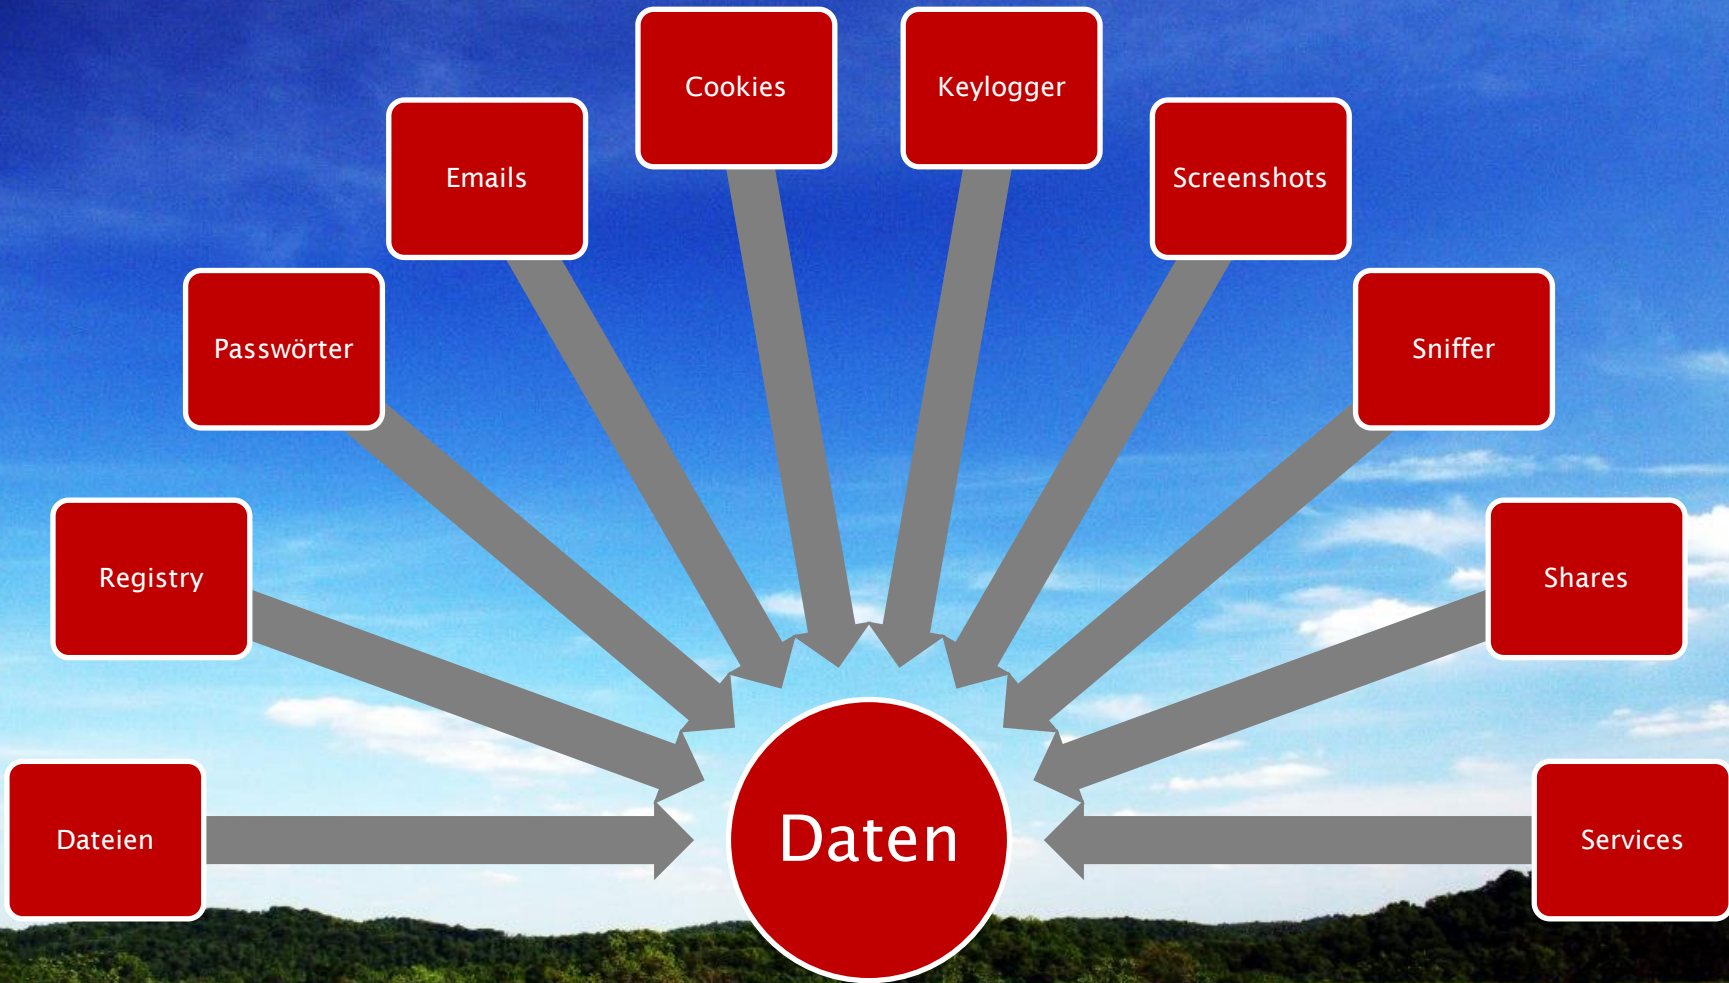 Cookies
Keylogger
Emails
Screenshots
Passwörter
Sniffer
Registry
Shares
Dateien
Daten
Services